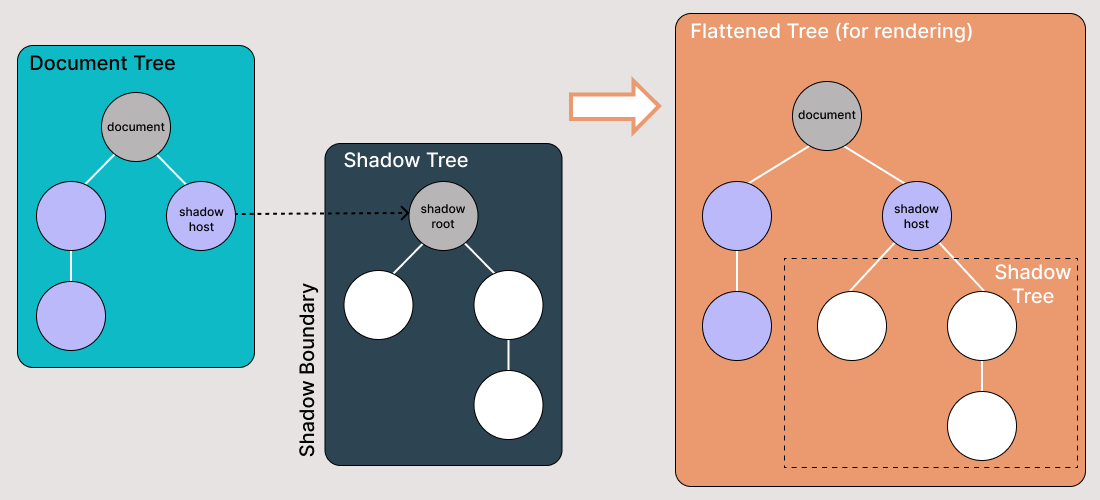 Document Tree
document
shadow
host
Shadow Boundary
Shadow Tree
shadow
root
Flattened Tree (for rendering)
document
shadow
host
Shadow
Tree